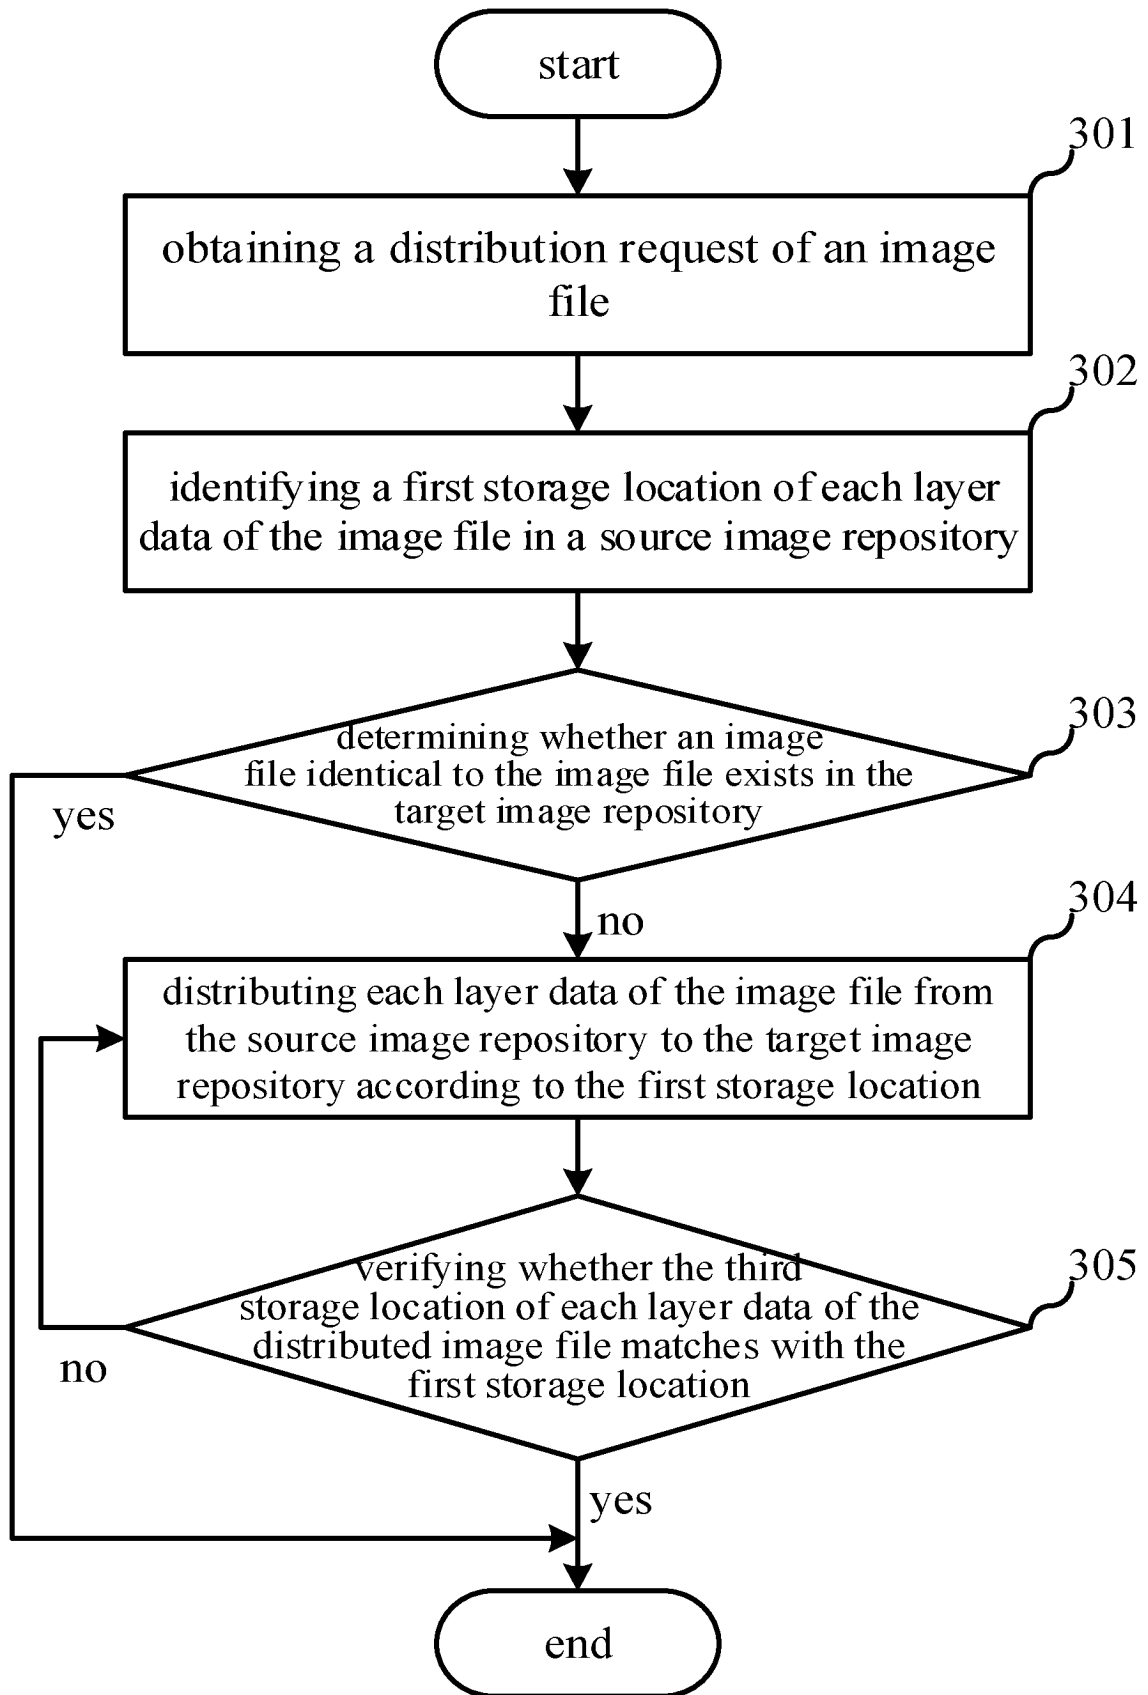 start
301
obtaining a distribution request of an image
file
302
identifying a first storage location of each layer
data of the image file in a source image repository
303
determining whether an image
file identical to the image file exists in the
target image repository
yes
no
304
distributing each layer data of the image file from
the source image repository to the target image
repository according to the first storage location
305
verifying whether the third
storage location of each layer data of the
distributed image file matches with the
first storage location
no
yes
end